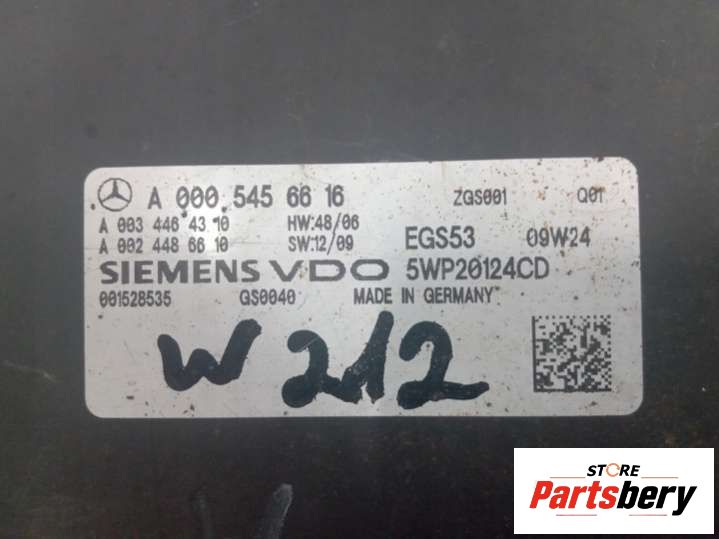 A 000 545 66 16 ZGS001 Q01
A 003 446 43 10 HW:48/06
A 002 448 66 10 SW:12/09 EGS53 09W24
SIEMENS VDO 5WP20124CD
001528535 GS0040 MADE IN GERMANY
W 212
STORE
Partsbery